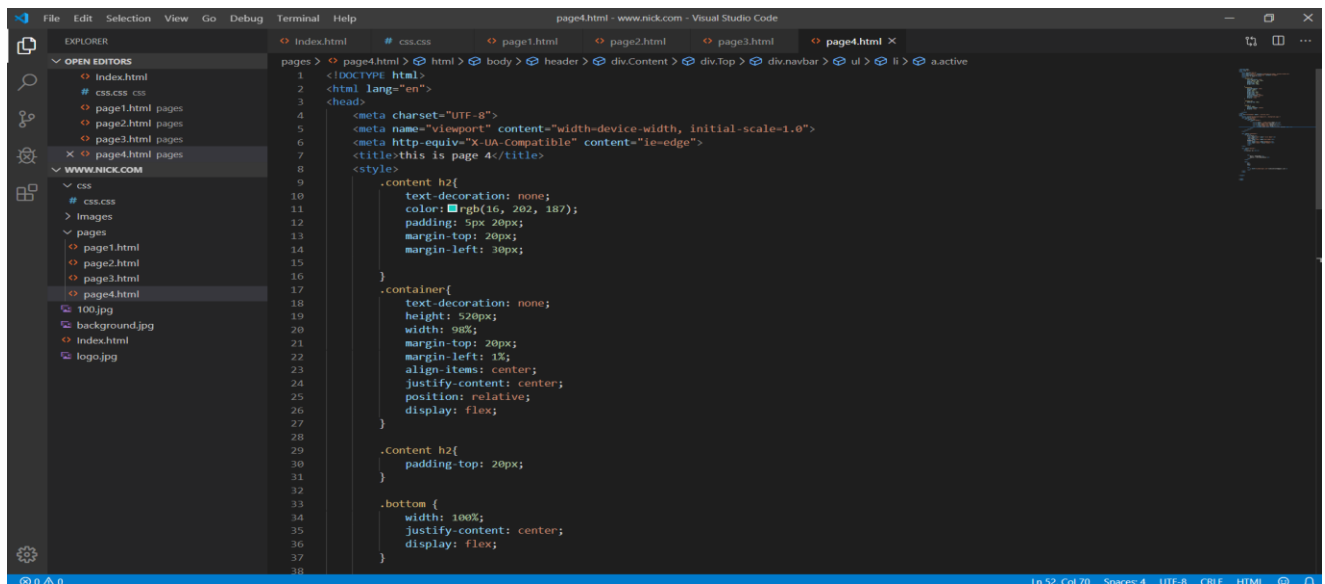 File Edit Selection View Go Debug Terminal Help
page4.html - www.nick.com - Visual Studio Code
EXPLORER
OPEN EDITORS
Index.html
css.css css
page1.html pages
page2.html pages
page3.html pages
page4.html pages
WWW.NICK.COM
css
css.css
Images
pages
page1.html
page2.html
page3.html
page4.html
100.jpg
background.jpg
Index.html
logo.jpg
Index.html # css.css page1.html page2.html page3.html page4.html
pages > page4.html > html > body > header > div.Content > div.Top > div.navbar > ul > li > a.active
1 <!DOCTYPE html>
2 <html lang="en">
3 <head>
4 <meta charset="UTF-8">
5 <meta name="viewport" content="width=device-width, initial-scale=1.0">
6 <meta http-equiv="X-UA-Compatible" content="ie=edge">
7 <title>this is page 4</title>
8 <style>
9 .content h2{
10 text-decoration: none;
11 color: rgb(16, 202, 187);
12 padding: 5px 20px;
13 margin-top: 20px;
14 margin-left: 30px;
15
16 }
17 .container{
18 text-decoration: none;
19 height: 520px;
20 width: 98%;
21 margin-top: 20px;
22 margin-left: 1%;
23 align-items: center;
24 justify-content: center;
25 position: relative;
26 display: flex;
27 }
28
29 .Content h2{
30 padding-top: 20px;
31 }
32
33 .bottom {
34 width: 100%;
35 justify-content: center;
36 display: flex;
37 }
38
0 0
Ln 52, Col 70 Spaces: 4 UTF-8 CRLF HTML